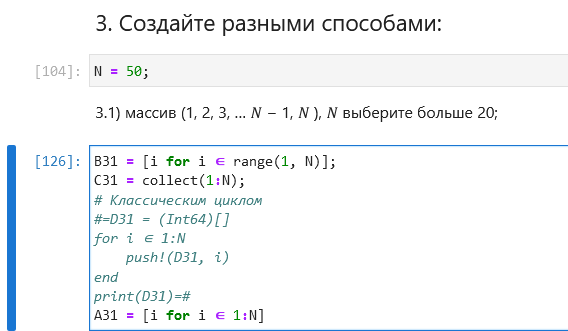 3. Создайте разными способами:
[104]: N = 50;
3.1) массив (1, 2, 3, ... N − 1, N ), N выберите больше 20;
[126]: B31 = [i for i ∈ range(1, N)];
C31 = collect(1:N);
# Классическим циклом
#=D31 = (Int64)[]
for i ∈ 1:N
    push!(D31, i)
end
print(D31)=#
A31 = [i for i ∈ 1:N]